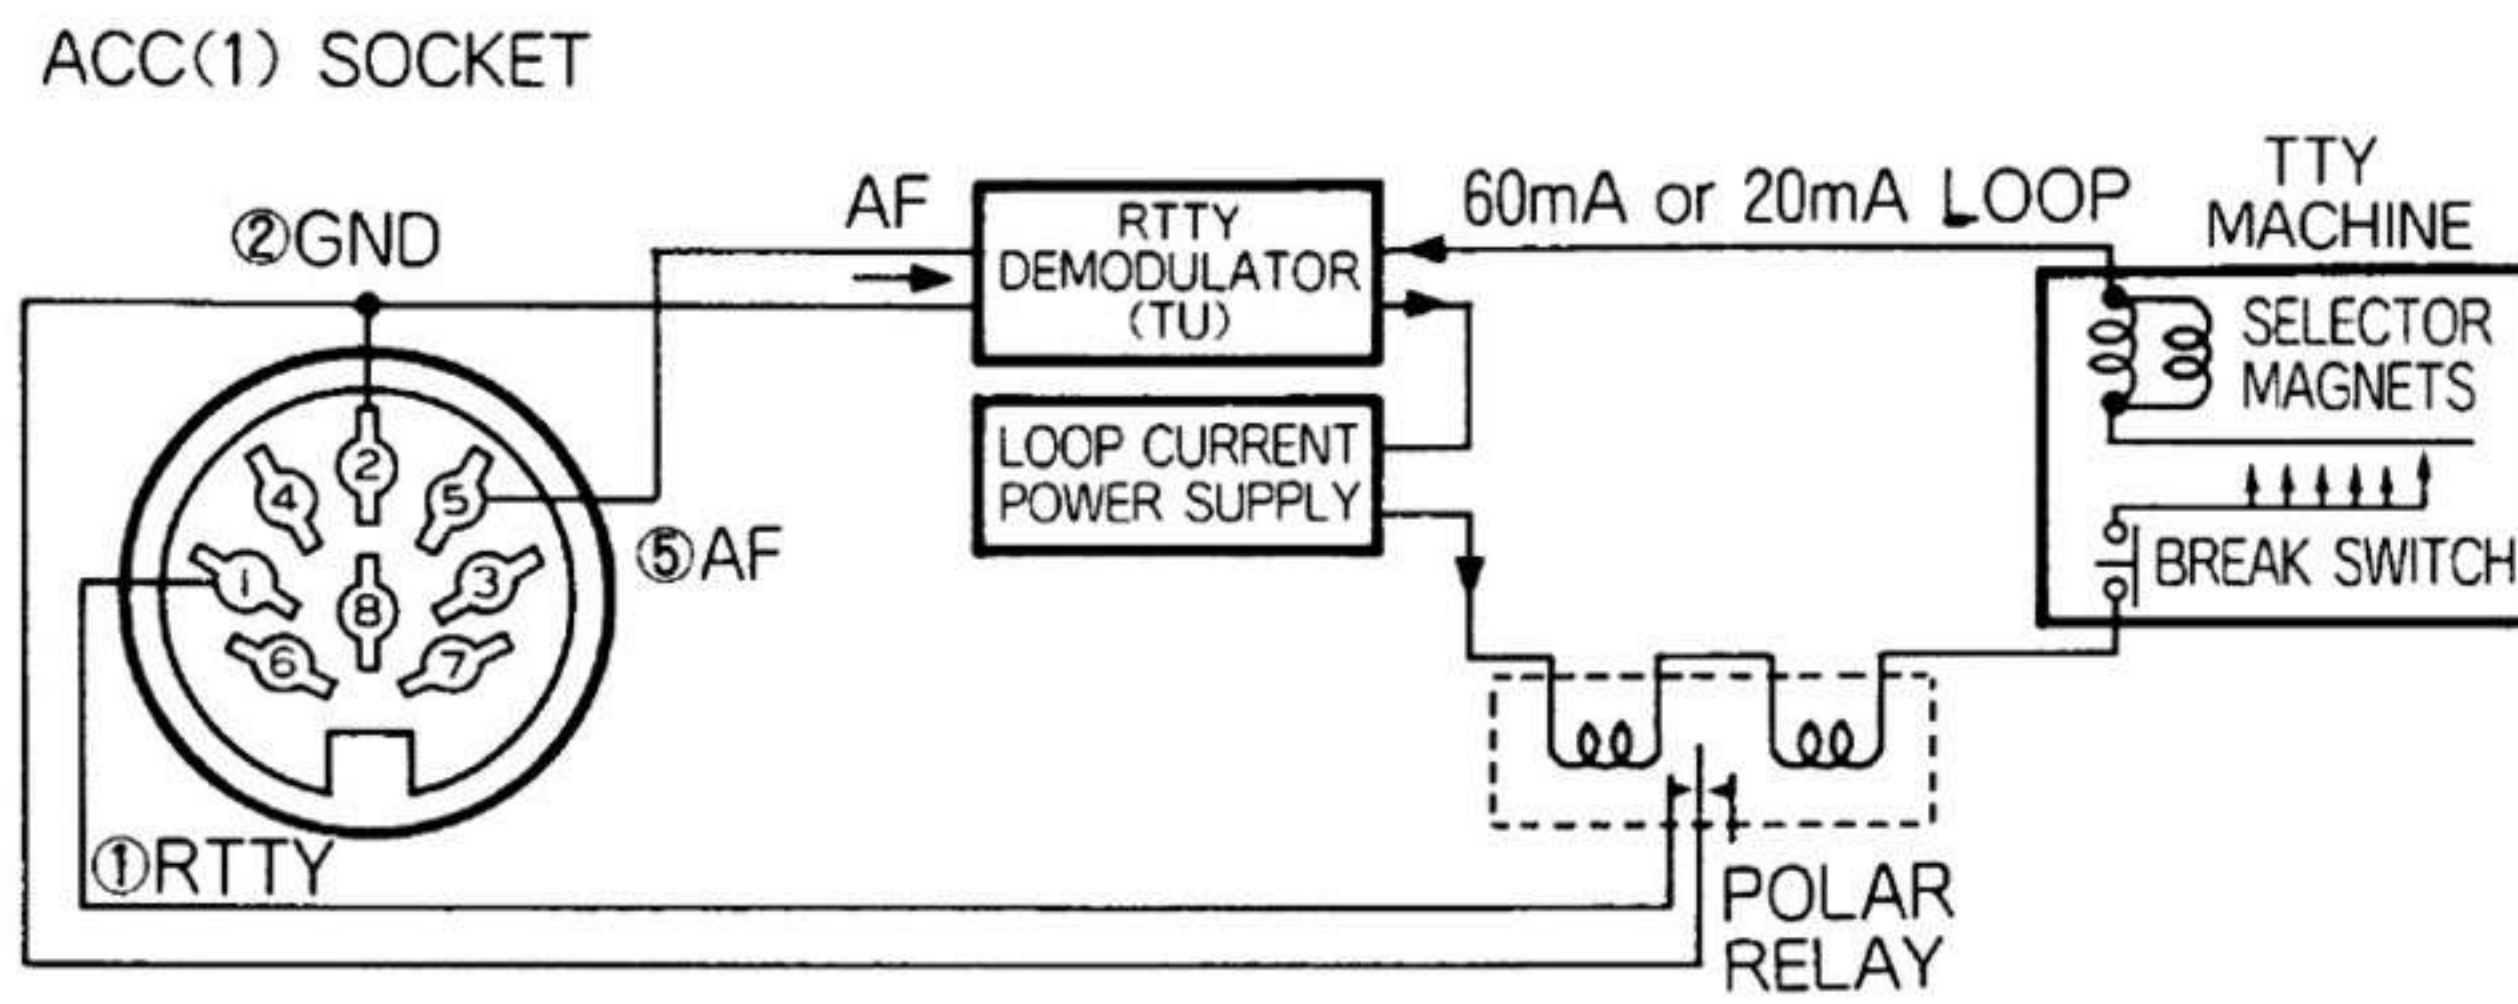 ACC(1) SOCKET
②GND
AF
RTTY
DEMODULATOR
(TU)
60mA or 20mA LOOP
TTY
MACHINE
SELECTOR
MAGNETS
LOOP CURRENT
POWER SUPPLY
BREAK SWITCH
2
4
5
⑤AF
1
8
3
6
7
①RTTY
POLAR
RELAY